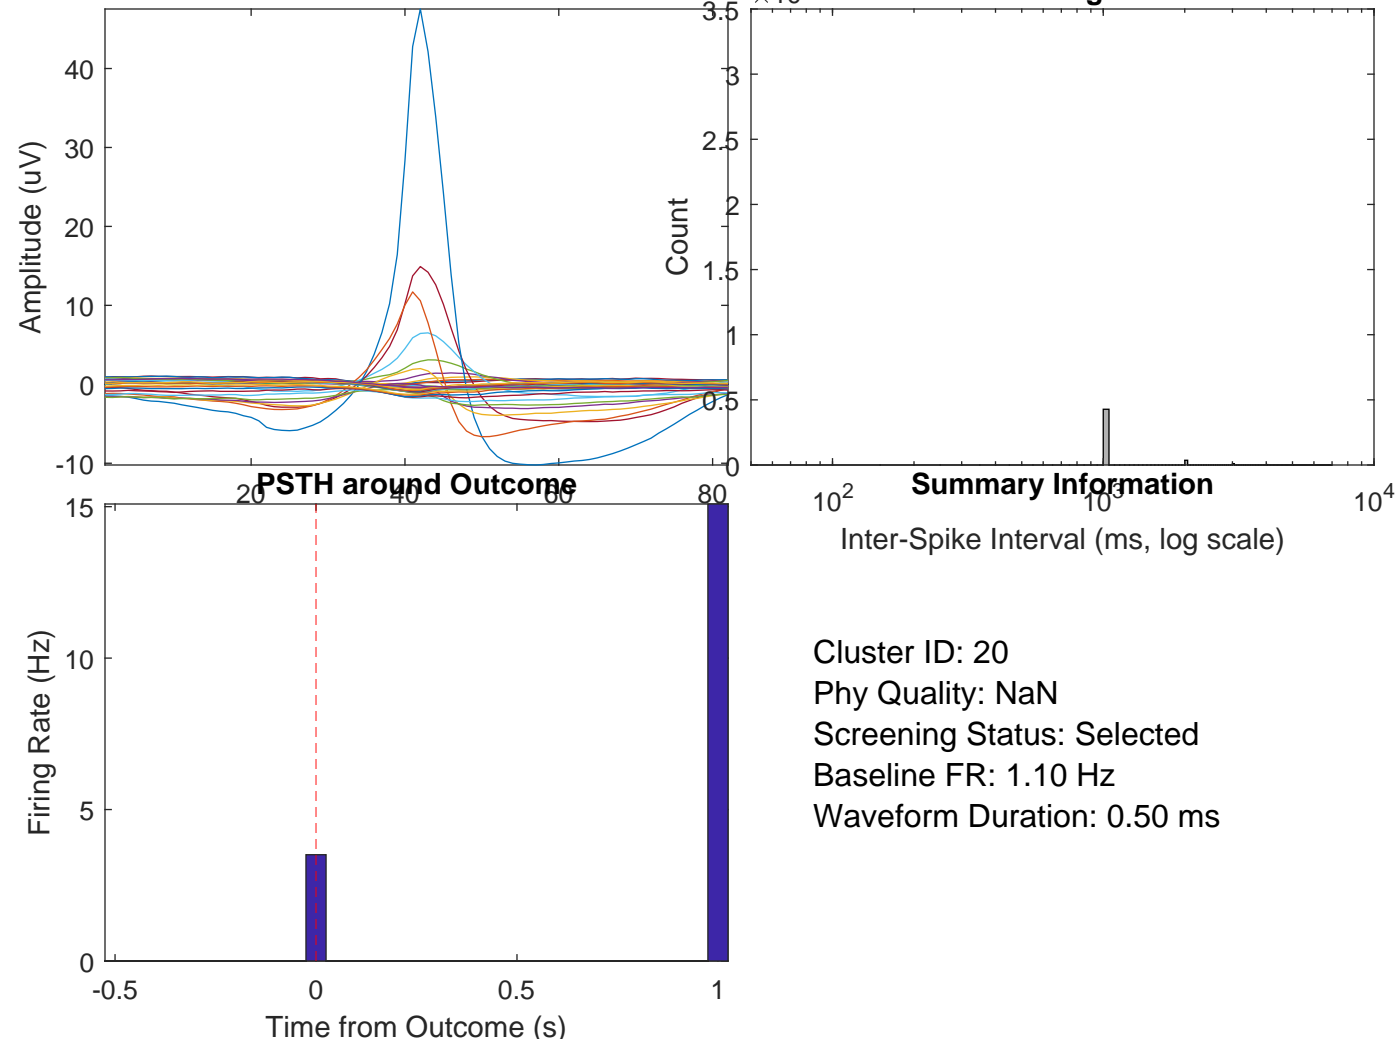 40
30
20
10
0
-10
Amplitude (uV)
20
40
60
80
3.5
3
2.5
2
1.5
1
0.5
0
Count
10^2
10^3
10^4
Inter-Spike Interval (ms, log scale)
PSTH around Outcome
15
10
5
0
Firing Rate (Hz)
-0.5
0
0.5
1
Time from Outcome (s)
Summary Information
Cluster ID: 20
Phy Quality: NaN
Screening Status: Selected
Baseline FR: 1.10 Hz
Waveform Duration: 0.50 ms